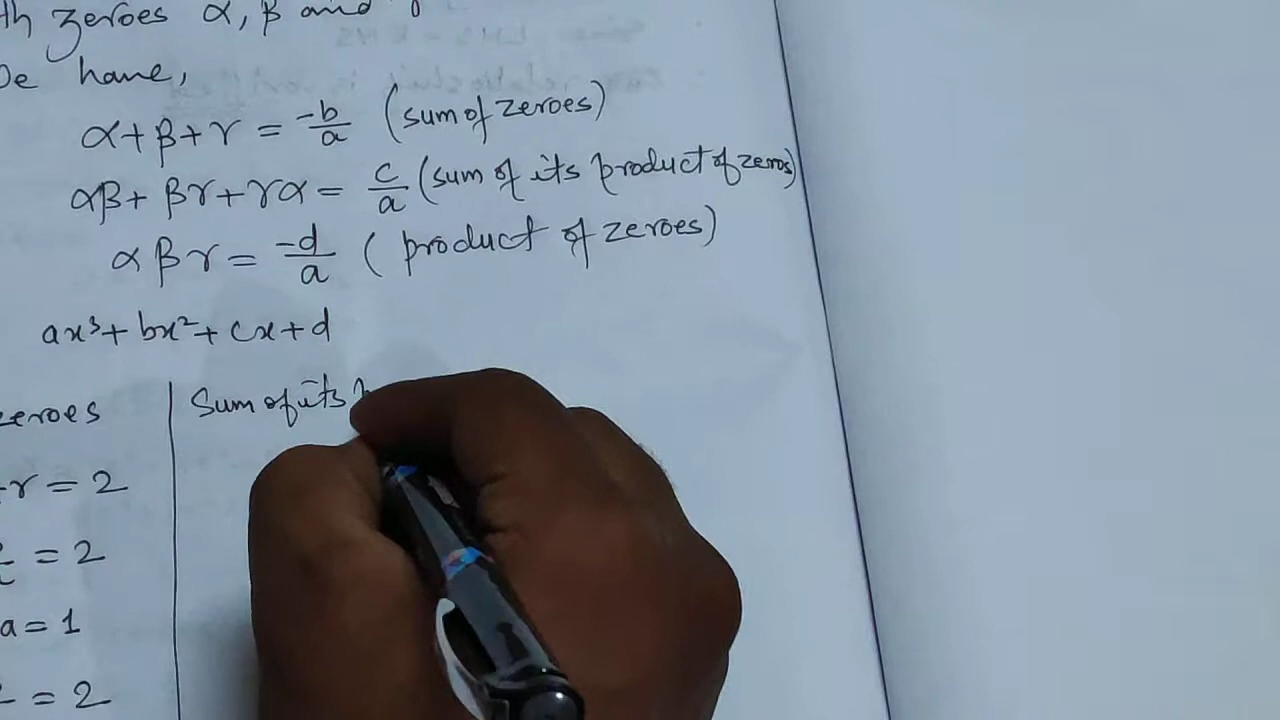 zeroes α, β and
have,
α+β+γ = -b/a (sum of zeroes)
αβ+βγ+γα = c/a (sum of its product of zeros)
αβγ = -d/a (product of zeroes)
ax³+bx²+cx+d
zeroes | Sum of its
γ = 2
= 2
a = 1
= 2